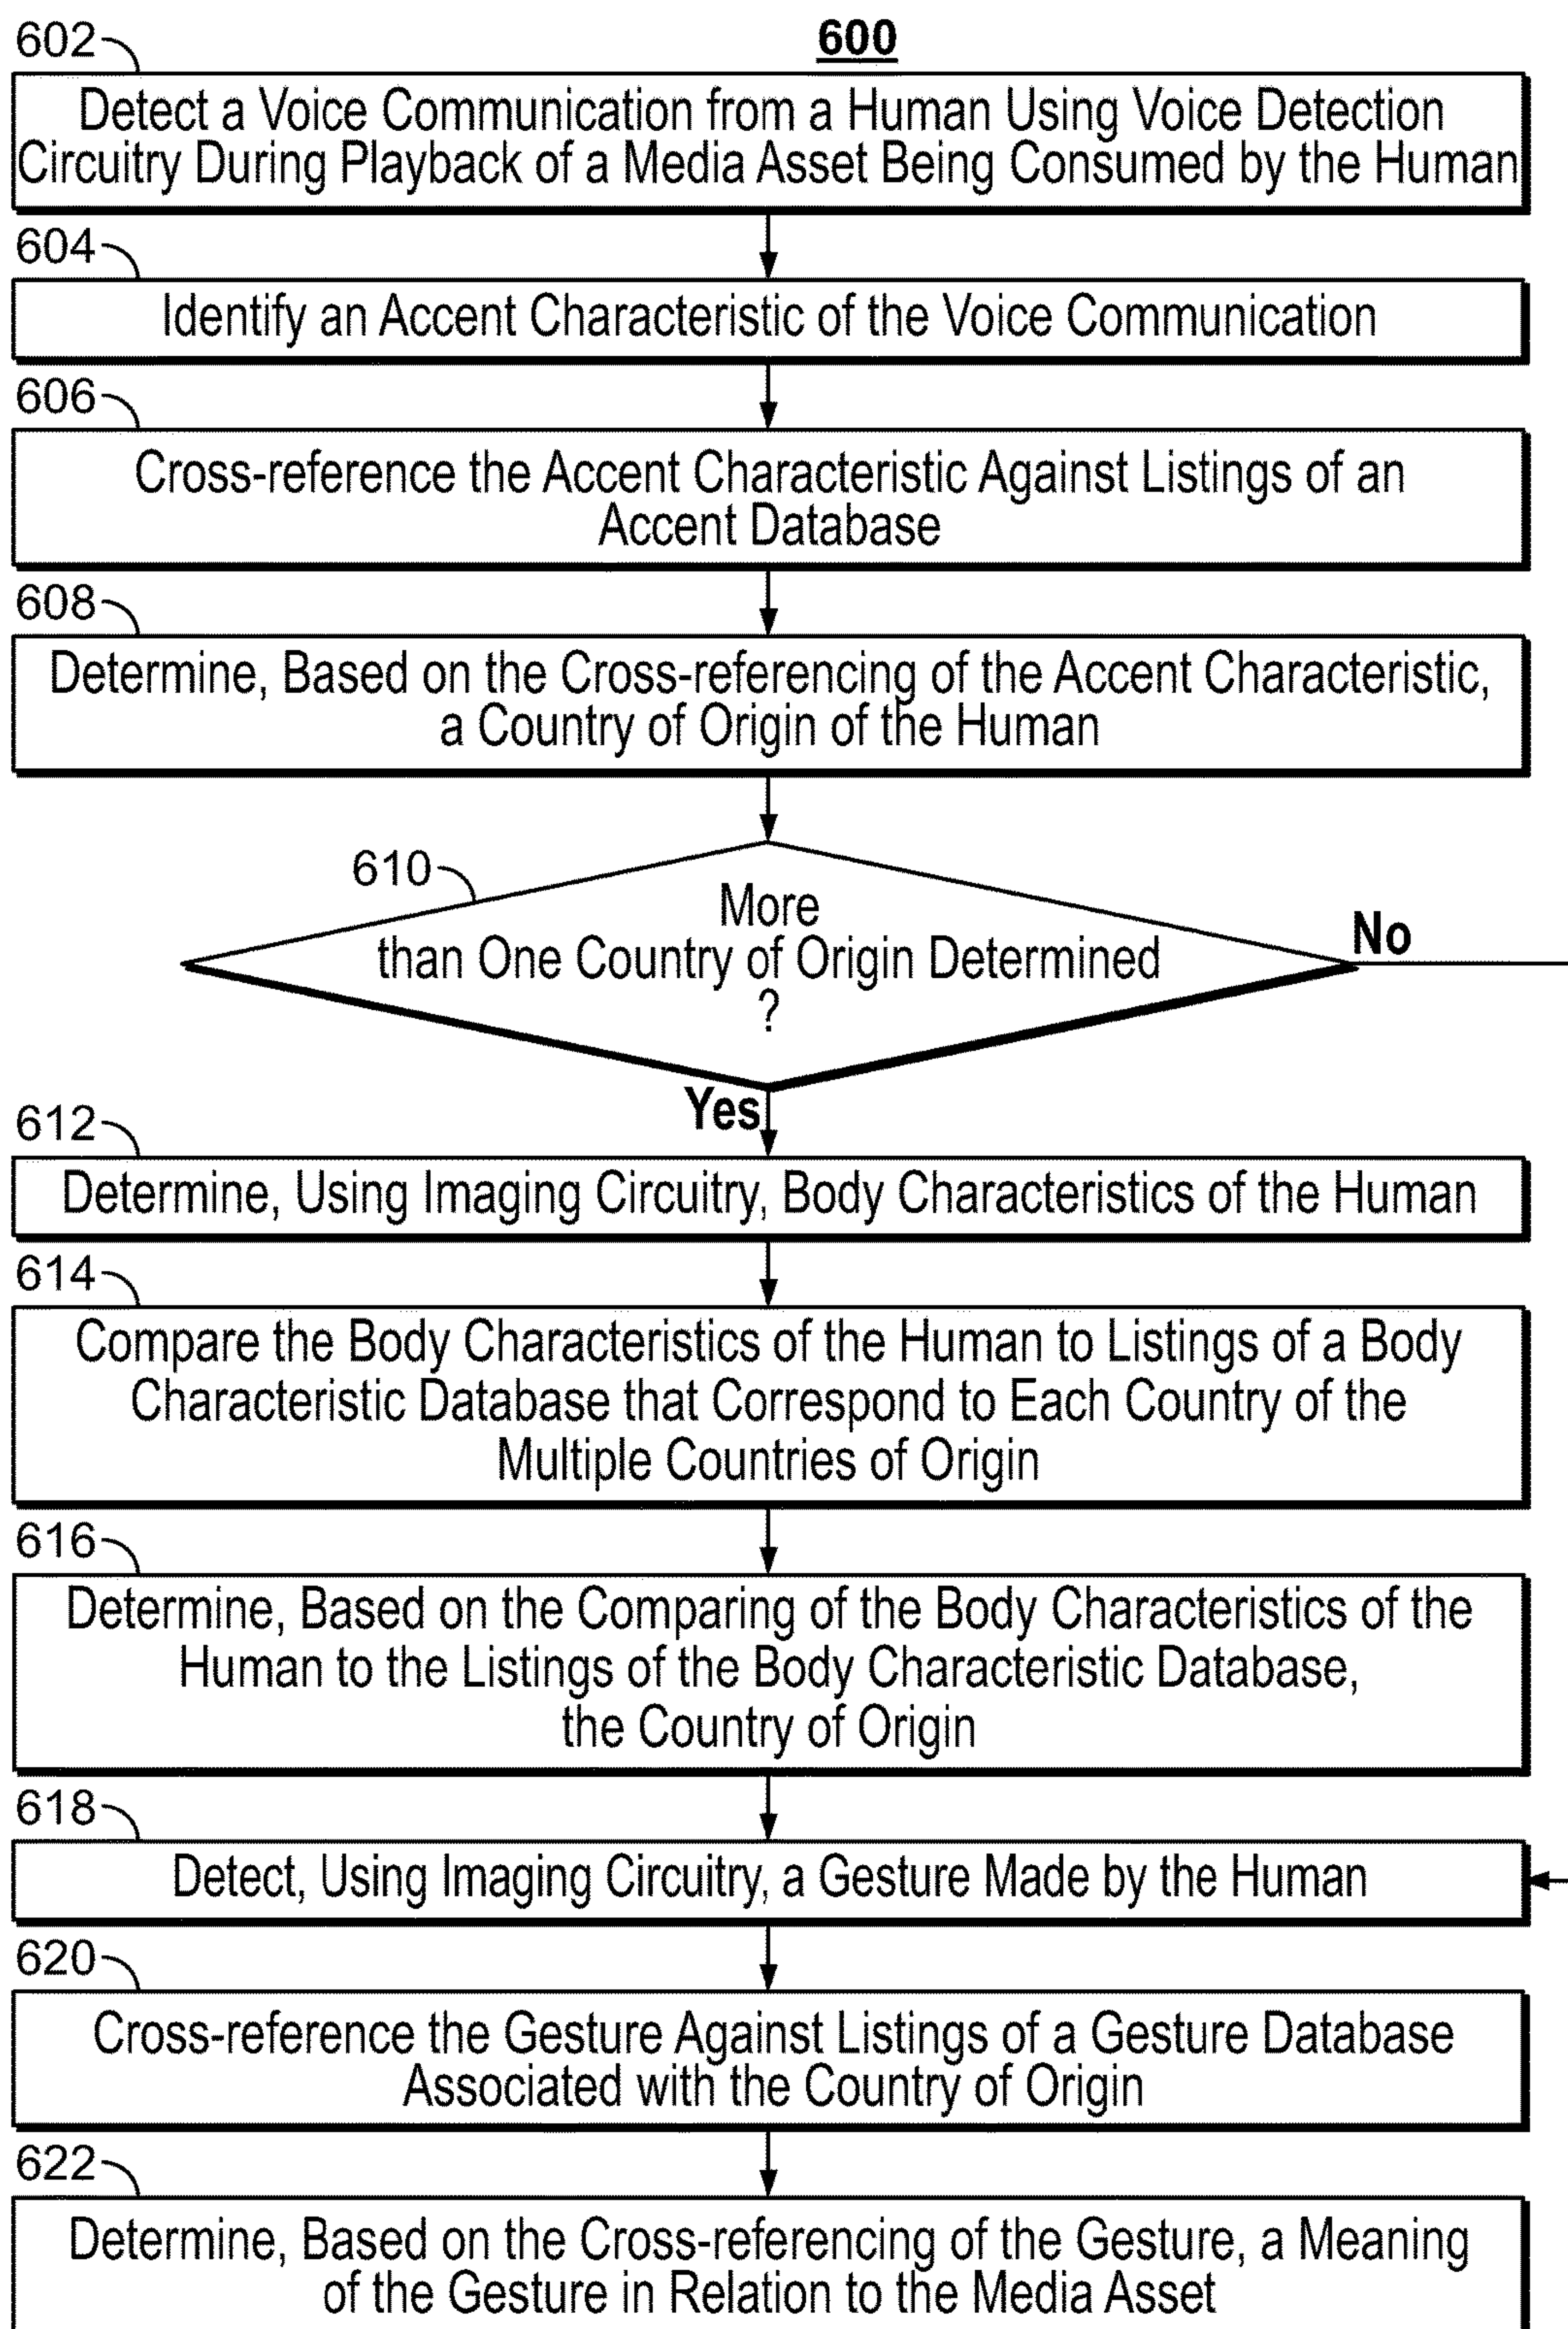 600
602
Detect a Voice Communication from a Human Using Voice Detection
Circuitry During Playback of a Media Asset Being Consumed by the Human
604
Identify an Accent Characteristic of the Voice Communication
606
Cross-reference the Accent Characteristic Against Listings of an
Accent Database
608
Determine, Based on the Cross-referencing of the Accent Characteristic,
a Country of Origin of the Human
610
More
than One Country of Origin Determined
?
No
Yes
612
Determine, Using Imaging Circuitry, Body Characteristics of the Human
614
Compare the Body Characteristics of the Human to Listings of a Body
Characteristic Database that Correspond to Each Country of the
Multiple Countries of Origin
616
Determine, Based on the Comparing of the Body Characteristics of the
Human to the Listings of the Body Characteristic Database,
the Country of Origin
618
Detect, Using Imaging Circuitry, a Gesture Made by the Human
620
Cross-reference the Gesture Against Listings of a Gesture Database
Associated with the Country of Origin
622
Determine, Based on the Cross-referencing of the Gesture, a Meaning
of the Gesture in Relation to the Media Asset